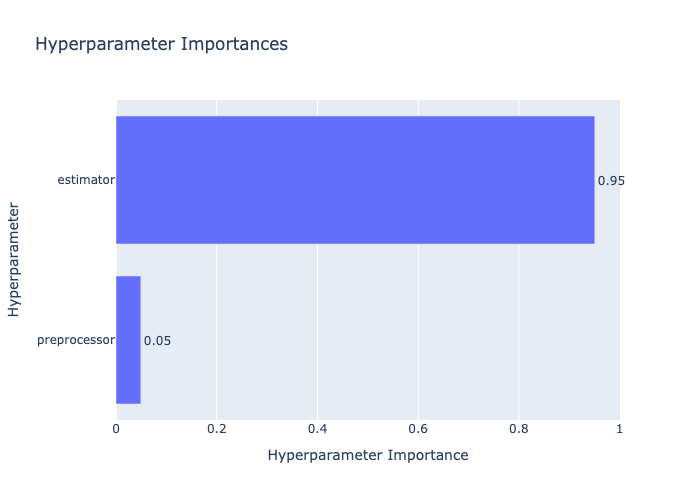 Hyperparameter Importances
Hyperparameter
estimator
0.95
preprocessor
0.05
0 0.2 0.4 0.6 0.8 1
Hyperparameter Importance